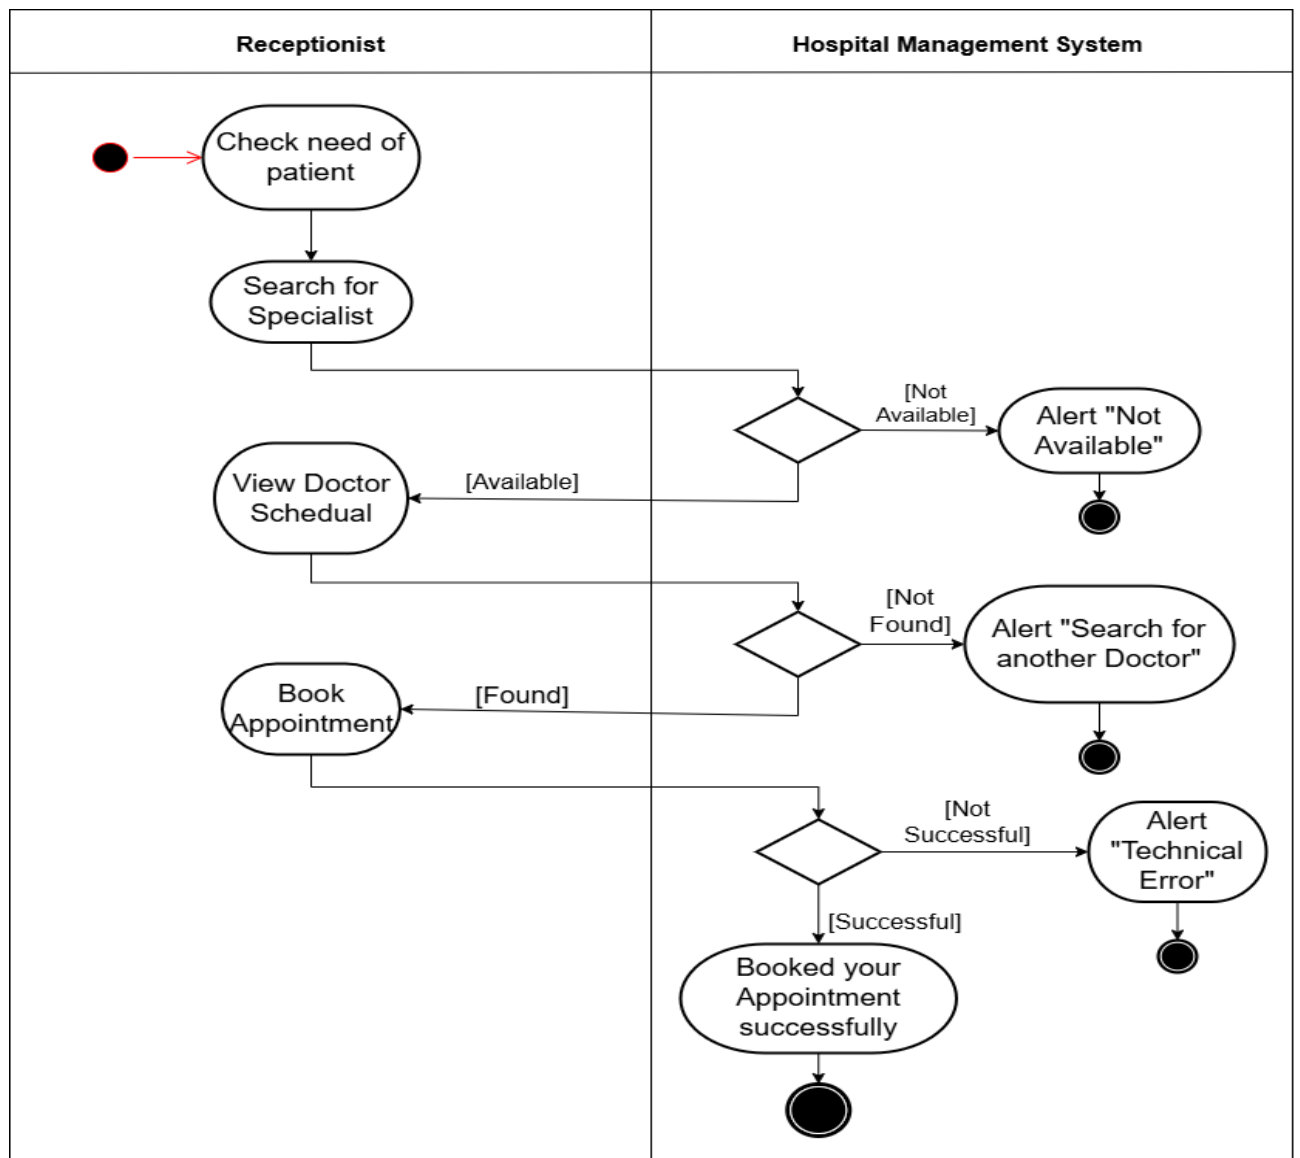 Receptionist
Hospital Management System
Check need of
patient
Search for
Specialist
[Not
Available]
Alert "Not
Available"
View Doctor
Schedual
[Available]
[Not
Found]
Alert "Search for
another Doctor"
Book
Appointment
[Found]
[Not
Successful]
Alert
"Technical
Error"
[Successful]
Booked your
Appointment
successfully